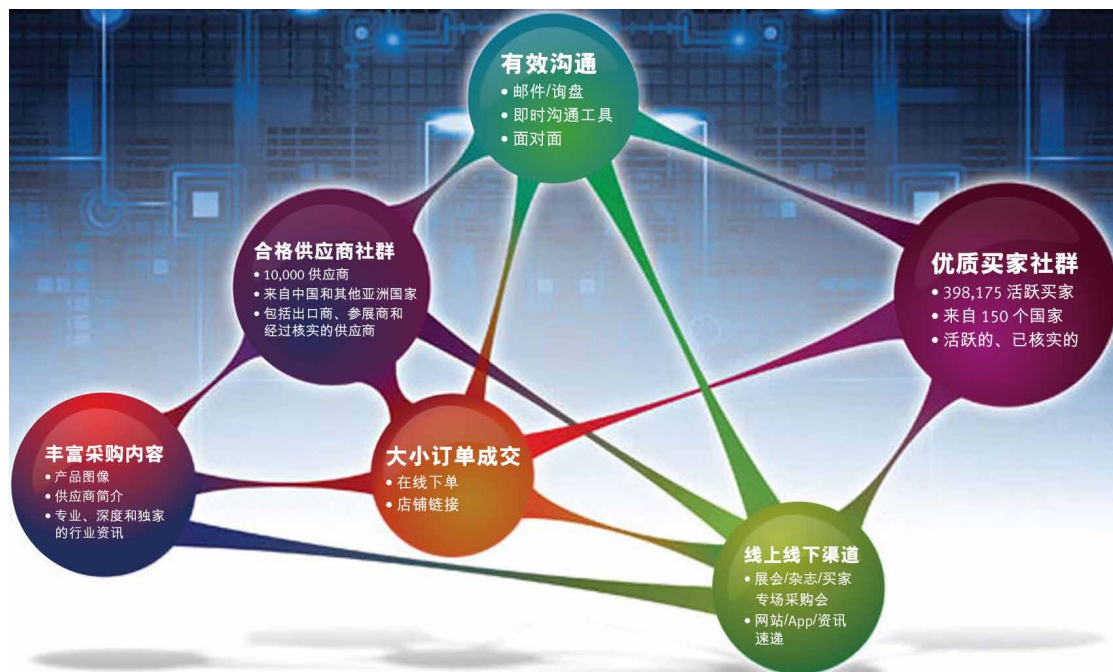 有效沟通
• 邮件/询盘
• 即时沟通工具
• 面对面
合格供应商社群
• 10,000 供应商
• 来自中国和其他亚洲国家
• 包括出口商、参展商和
经过核实的供应商
优质买家社群
• 398,175 活跃买家
• 来自 150 个国家
• 活跃的、已核实的
丰富采购内容
• 产品图像
• 供应商简介
• 专业、深度和独家
的行业资讯
大小订单成交
• 在线下单
• 店铺链接
线上线下渠道
• 展会/杂志/买家
专场采购会
• 网站/App/资讯
速递